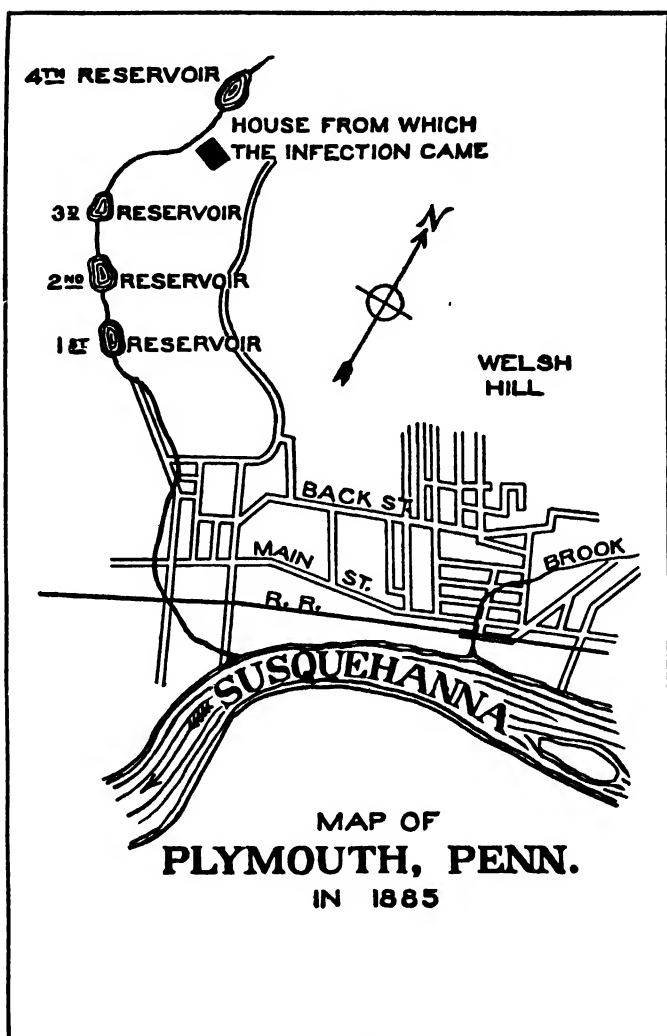 4TH RESERVOIR
HOUSE FROM WHICH
THE INFECTION CAME
3D RESERVOIR
2ND RESERVOIR
1ST RESERVOIR
N
WELSH
HILL
BACK ST.
MAIN ST.
BROOK
R. R.
SUSQUEHANNA
MAP OF
PLYMOUTH, PENN.
IN 1885